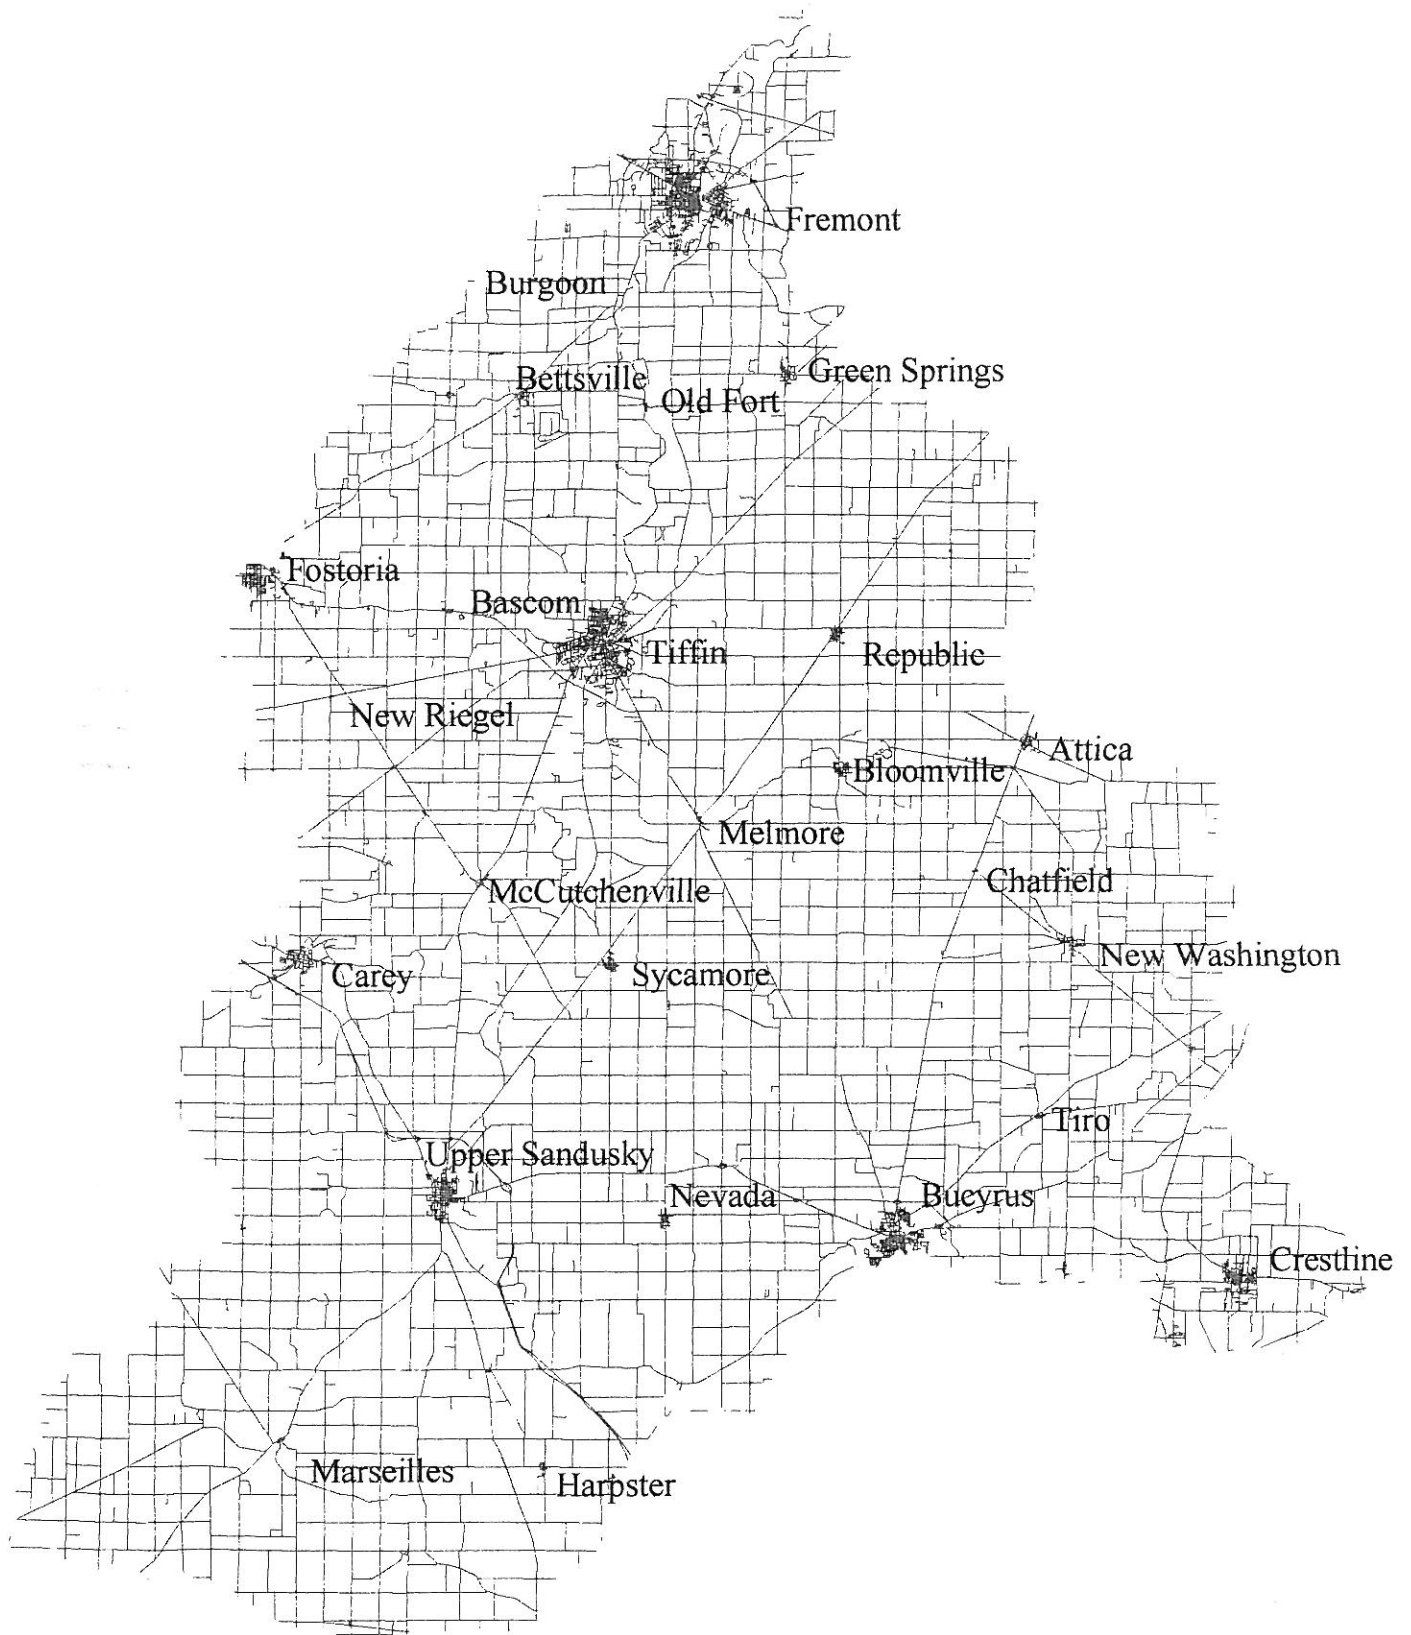 Fremont
Burgoon
Green Springs
Bettsville
Old Fort
Fostoria
Bascom
Tiffin
Republic
New Riegel
Attica
Bloomville
Melmore
Chatfield
McCutchenville
New Washington
Carey
Sycamore
Tiro
Upper Sandusky
Nevada
Bucyrus
Crestline
Marseilles
Harpster